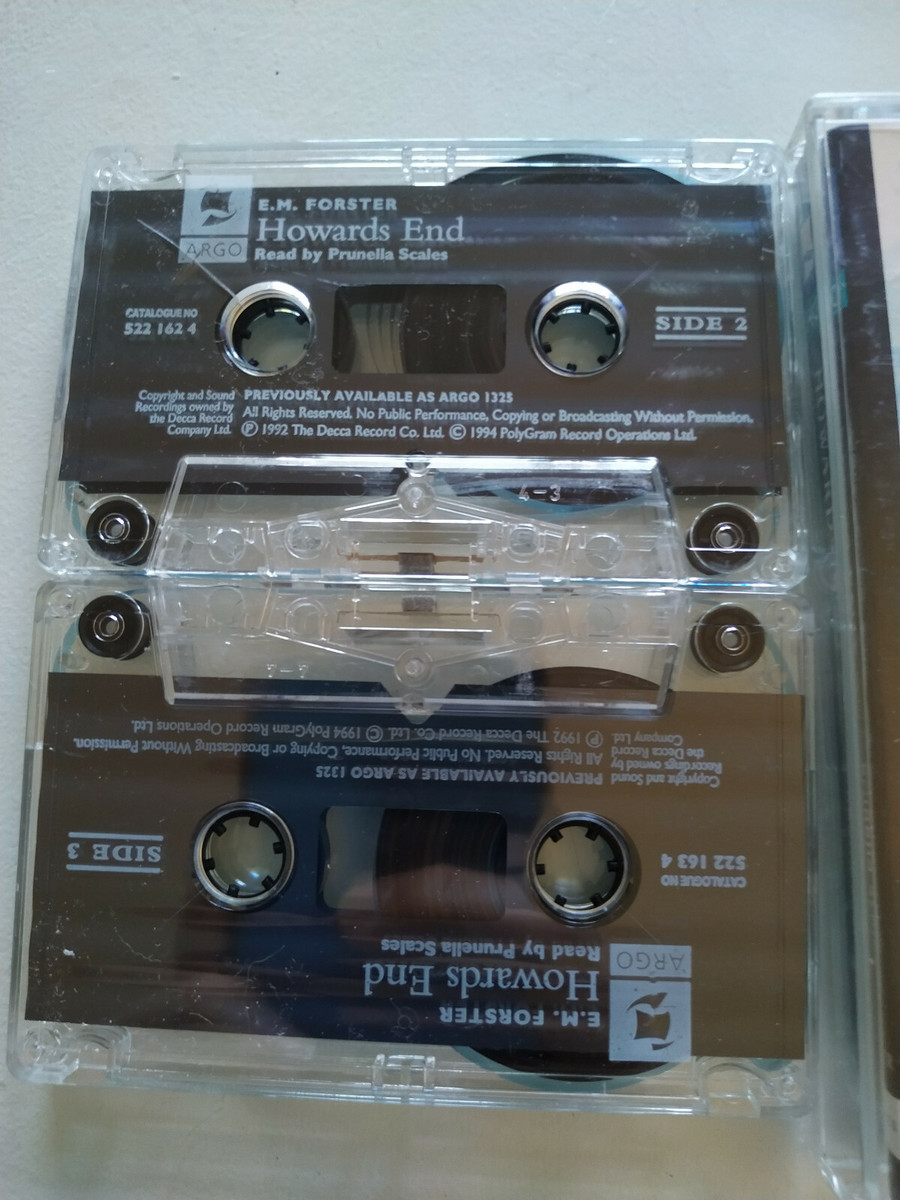 ARGO
E.M. FORSTER
Howards End
Read by Prunella Scales
CATALOGUE NO
522 162 4
SIDE 2
Copyright and Sound
Recordings owned by
the Decca Record
Company Ltd.
PREVIOUSLY AVAILABLE AS ARGO 1325
All Rights Reserved. No Public Performance, Copying or Broadcasting Without Permission.
Ⓟ 1992 The Decca Record Co. Ltd. © 1994 PolyGram Record Operations Ltd.
4-3
ARGO
E.M. FORSTER
Howards End
Read by Prunella Scales
CATALOGUE NO
522 163 4
SIDE 3
Copyright and Sound
Recordings owned by
the Decca Record
Company Ltd.
PREVIOUSLY AVAILABLE AS ARGO 1325
All Rights Reserved. No Public Performance, Copying or Broadcasting Without Permission.
Ⓟ 1992 The Decca Record Co. Ltd. © 1994 PolyGram Record Operations Ltd.